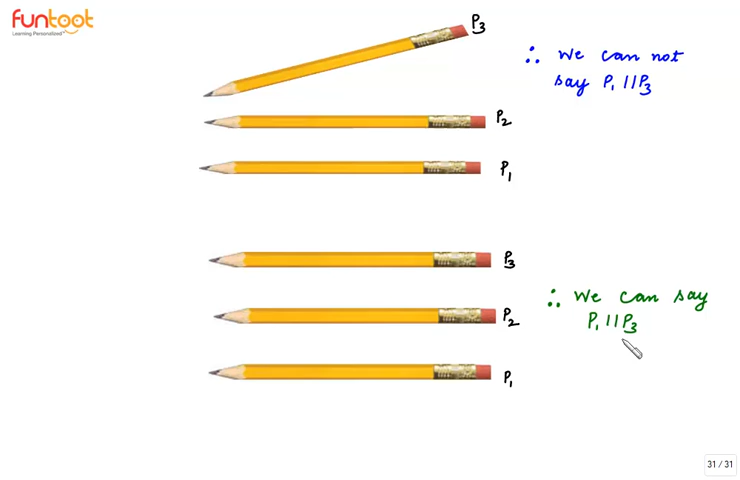 funtoot
Learning Personalized
P3
∴ We can not
say P1 || P3
P2
P1
P3
∴ We can say
P1 || P3
P2
P1
31 / 31